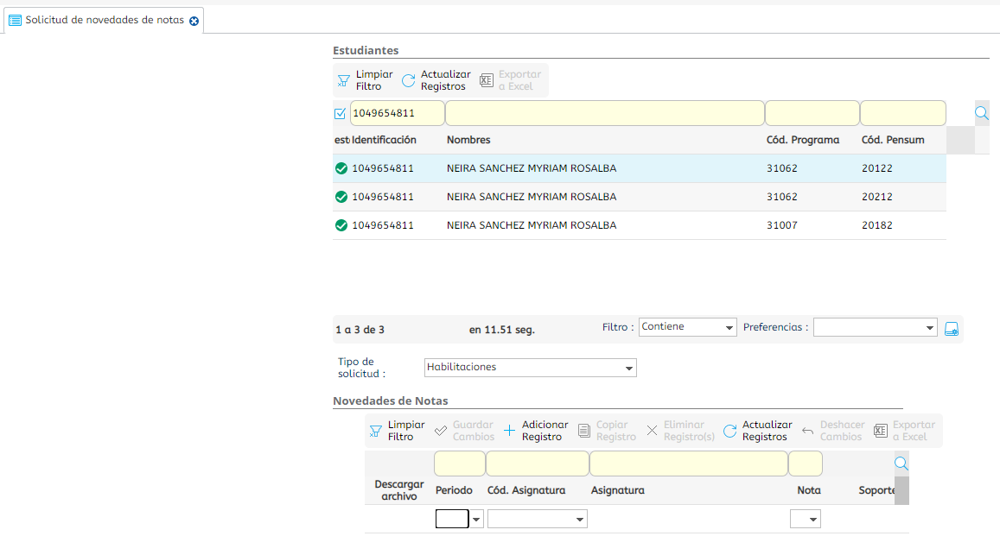 Solicitud de novedades de notas
Estudiantes
Limpiar Filtro Actualizar Registros Exportar a Excel
1049654811
est Identificación Nombres Cód. Programa Cód. Pensum
1049654811 NEIRA SANCHEZ MYRIAM ROSALBA 31062 20122
1049654811 NEIRA SANCHEZ MYRIAM ROSALBA 31062 20212
1049654811 NEIRA SANCHEZ MYRIAM ROSALBA 31007 20182
1 a 3 de 3 en 11.51 seg. Filtro : Contiene Preferencias :
Tipo de solicitud : Habilitaciones
Novedades de Notas
Limpiar Filtro Guardar Cambios Adicionar Registro Copiar Registro Eliminar Registro(s) Actualizar Registros Deshacer Cambios Exportar a Excel
Descargar archivo Periodo Cód. Asignatura Asignatura Nota Soporte